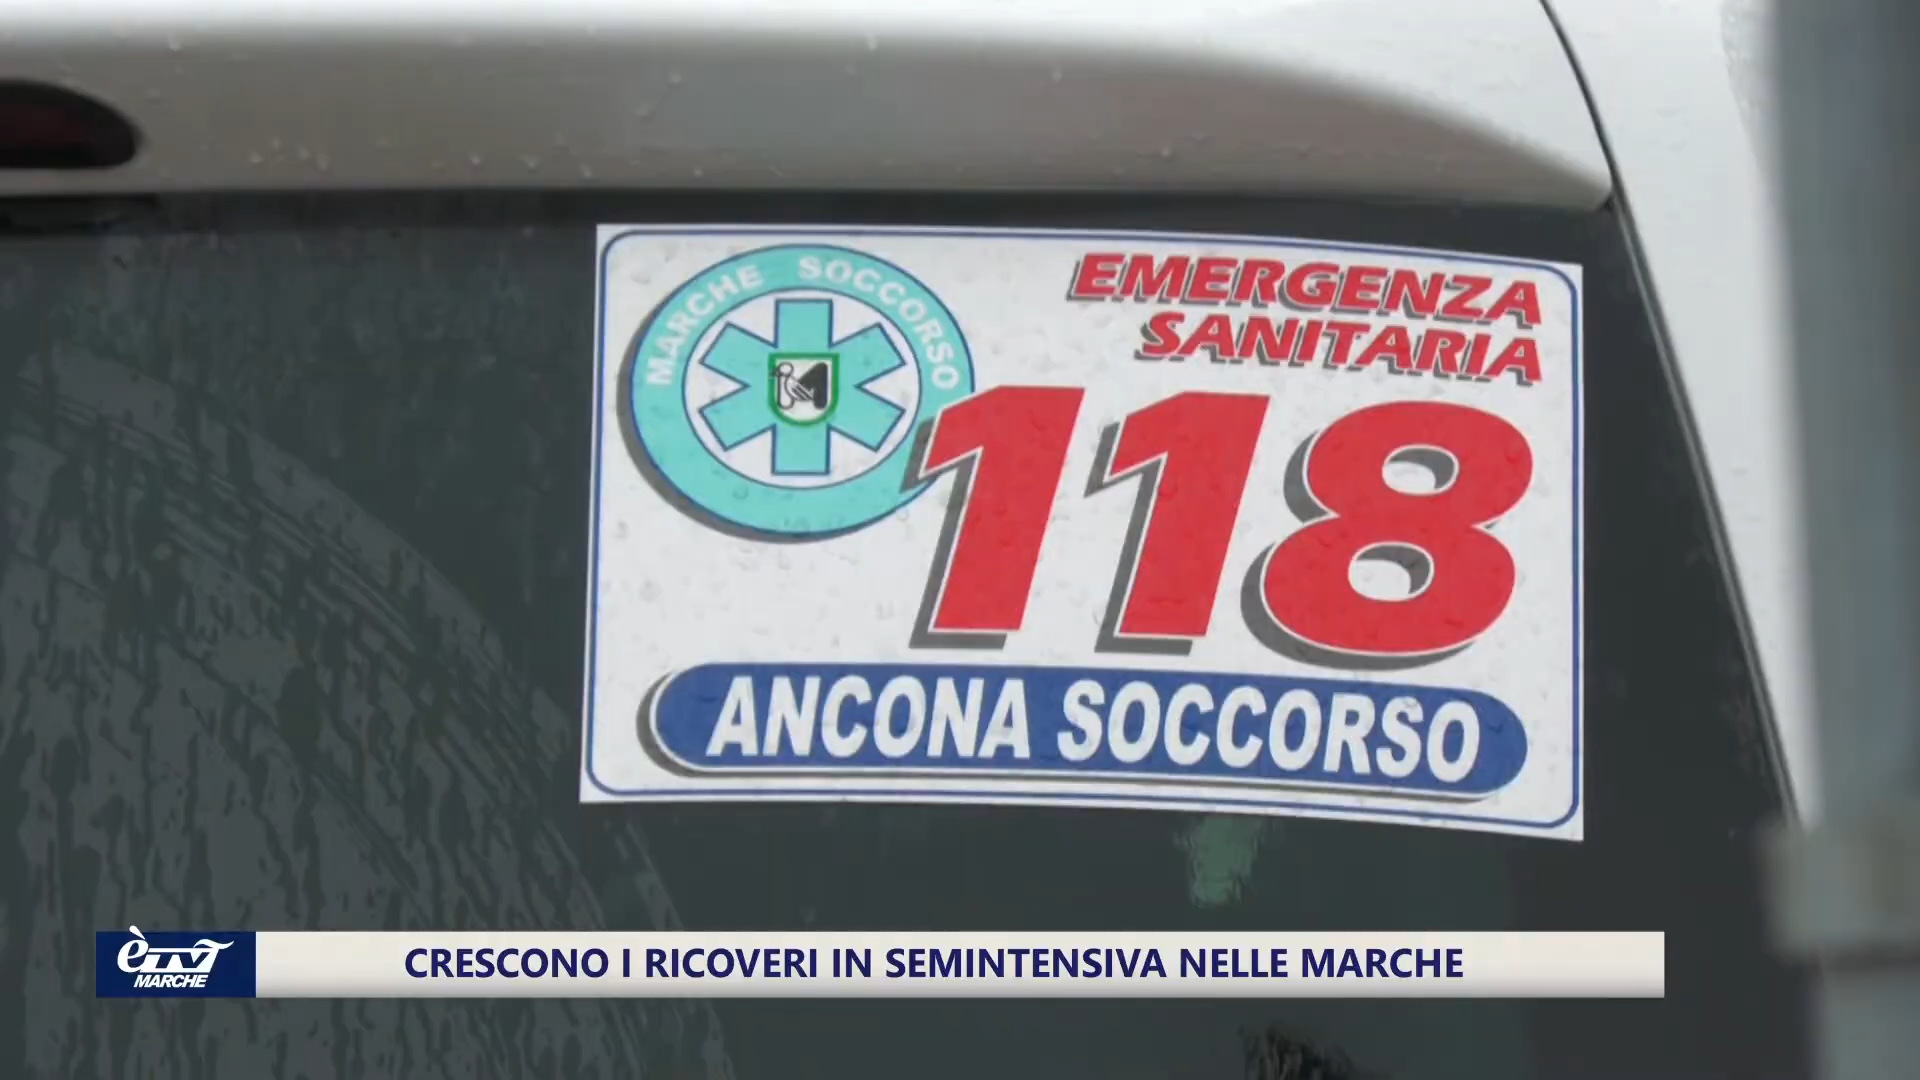 MARCHE SOCCORSO
EMERGENZA
SANITARIA
118
ANCONA SOCCORSO
èTV
MARCHE
CRESCONO I RICOVERI IN SEMINTENSIVA NELLE MARCHE